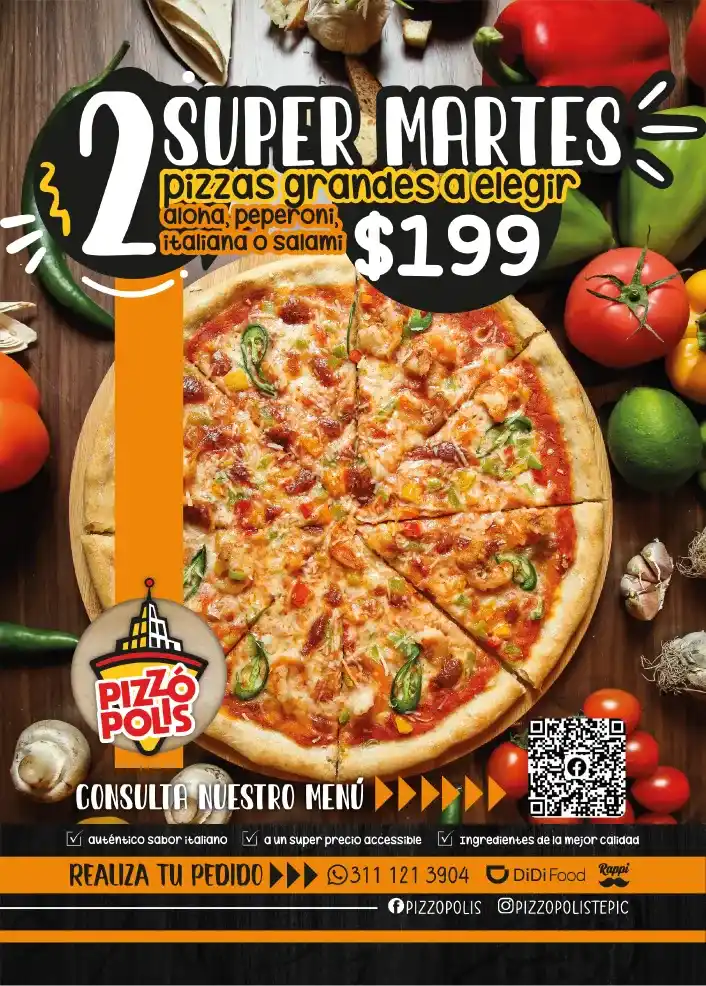 2 SUPER MARTES
pizzas grandes a elegir
aloha, peperoni,
italiana o salami
$199
PIZZÓ
POLIS
CONSULTA NUESTRO MENÚ
auténtico sabor italiano a un super precio accessible Ingredientes de la mejor calidad
REALIZA TU PEDIDO 311 121 3904 DiDi Food Rappi
PIZZOPOLIS PIZZOPOLISTEPIC